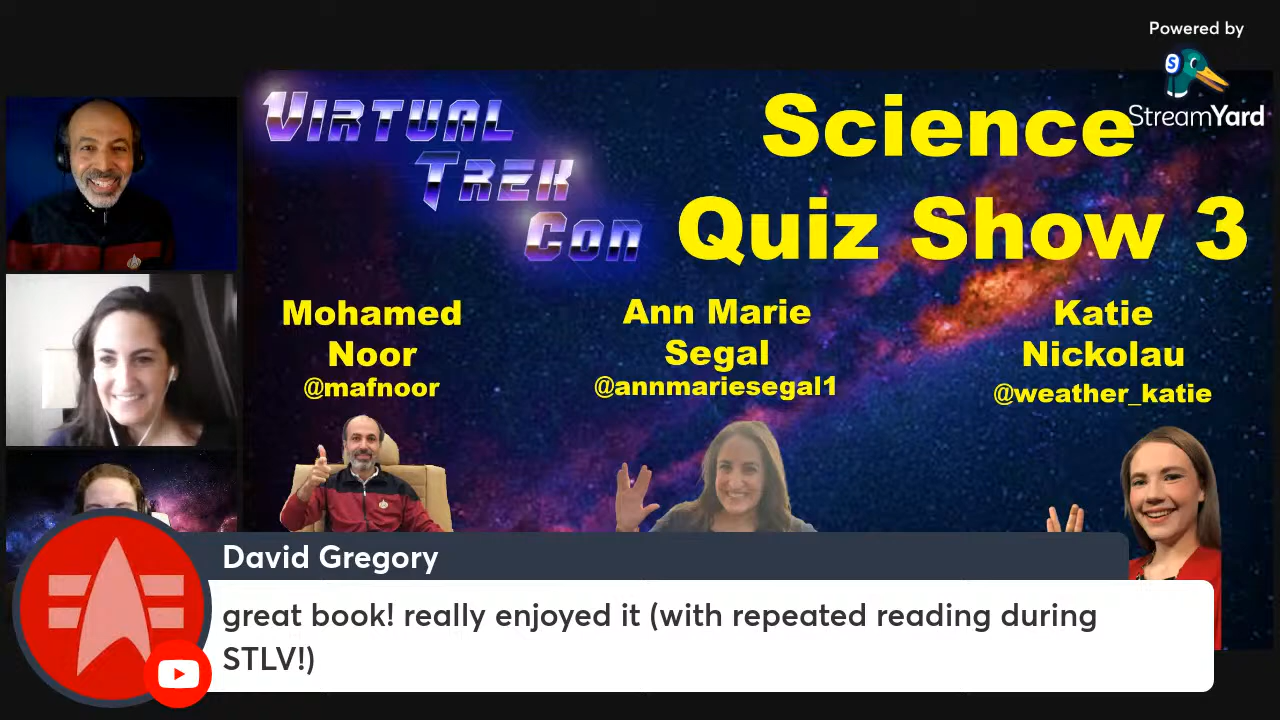 Powered by
S
StreamYard
VIRTUAL
TREK
CON
Science
Quiz Show 3
Mohamed
Noor
@mafnoor
Ann Marie
Segal
@annmariesegal1
Katie
Nickolau
@weather_katie
David Gregory
great book! really enjoyed it (with repeated reading during
STLV!)